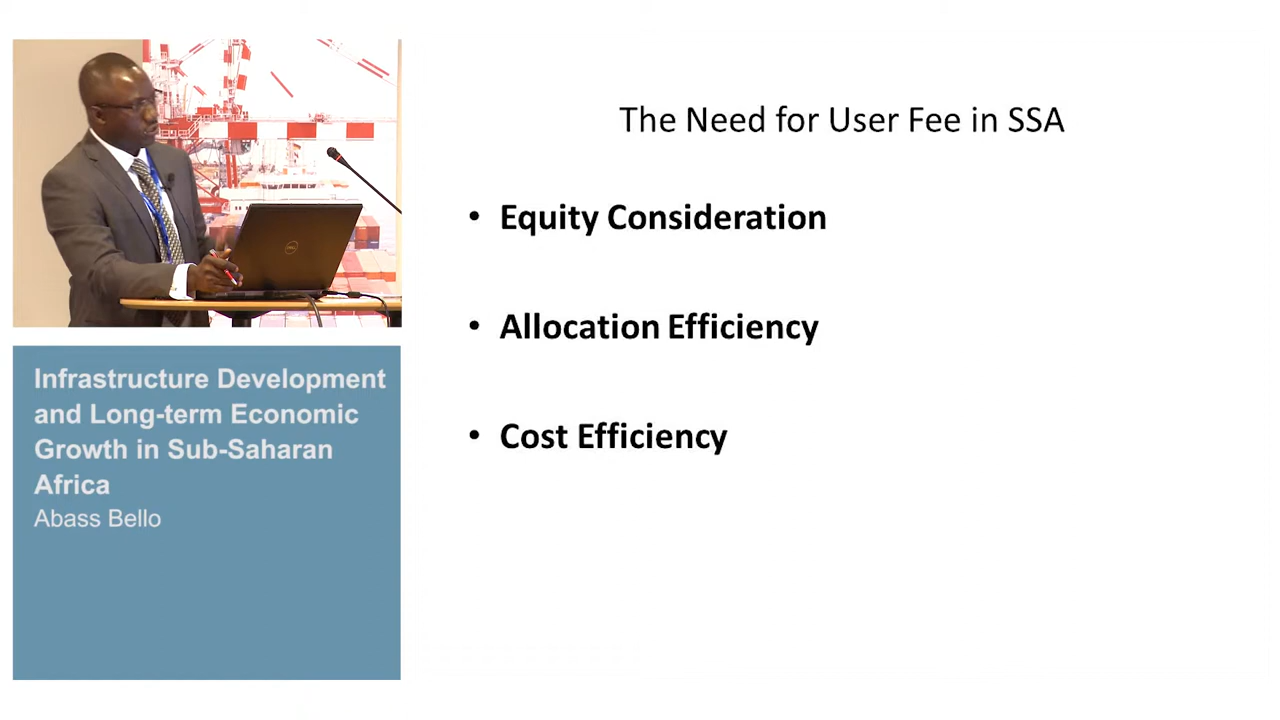 The Need for User Fee in SSA
• Equity Consideration
• Allocation Efficiency
• Cost Efficiency
Infrastructure Development
and Long-term Economic
Growth in Sub-Saharan
Africa
Abass Bello
DELL